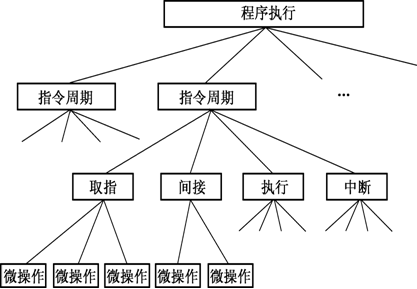 程序执行
指令周期 指令周期 ...
取指 间接 执行 中断
微操作 微操作 微操作 微操作 微操作